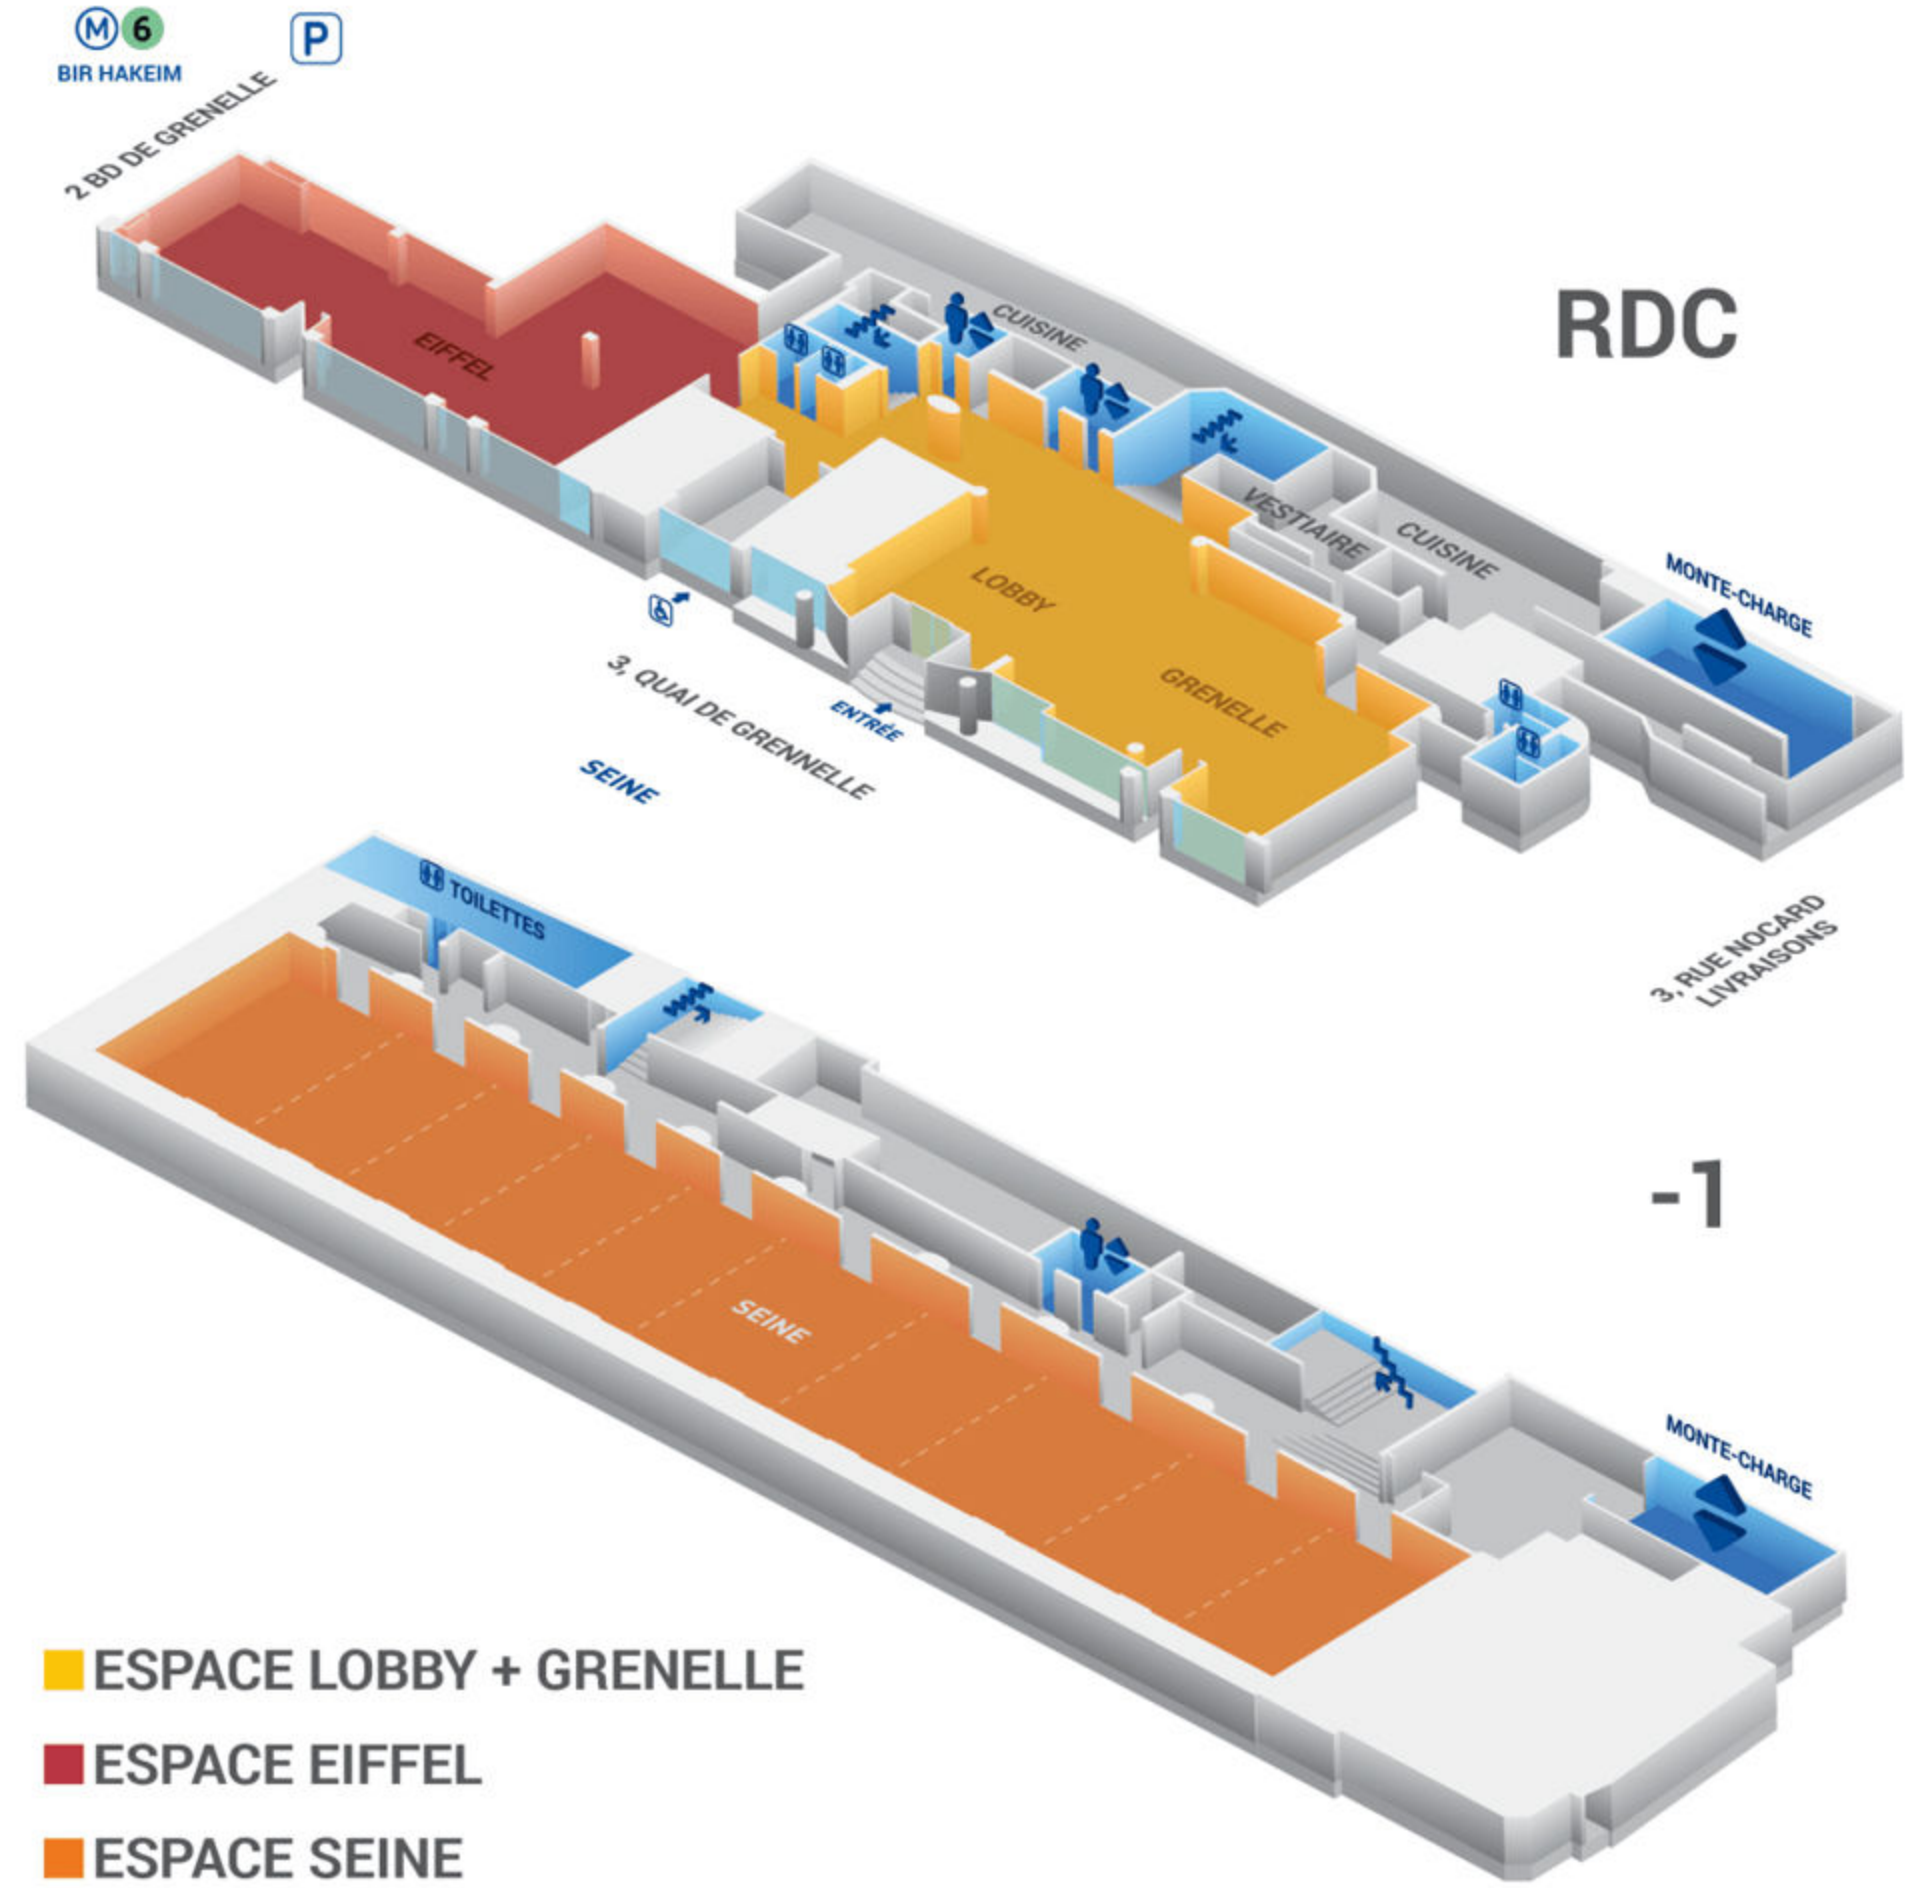 M 6
P
BIR HAKEIM
2 BD DE GRENELLE
RDC
CUISINE
EIFFEL
VESTIAIRE
CUISINE
MONTE-CHARGE
LOBBY
GRENELLE
ENTRÉE
3, QUAI DE GRENNELLE
SEINE
TOILETTES
3, RUE NOCARD
LIVRAISONS
-1
SEINE
MONTE-CHARGE
ESPACE LOBBY + GRENELLE
ESPACE EIFFEL
ESPACE SEINE